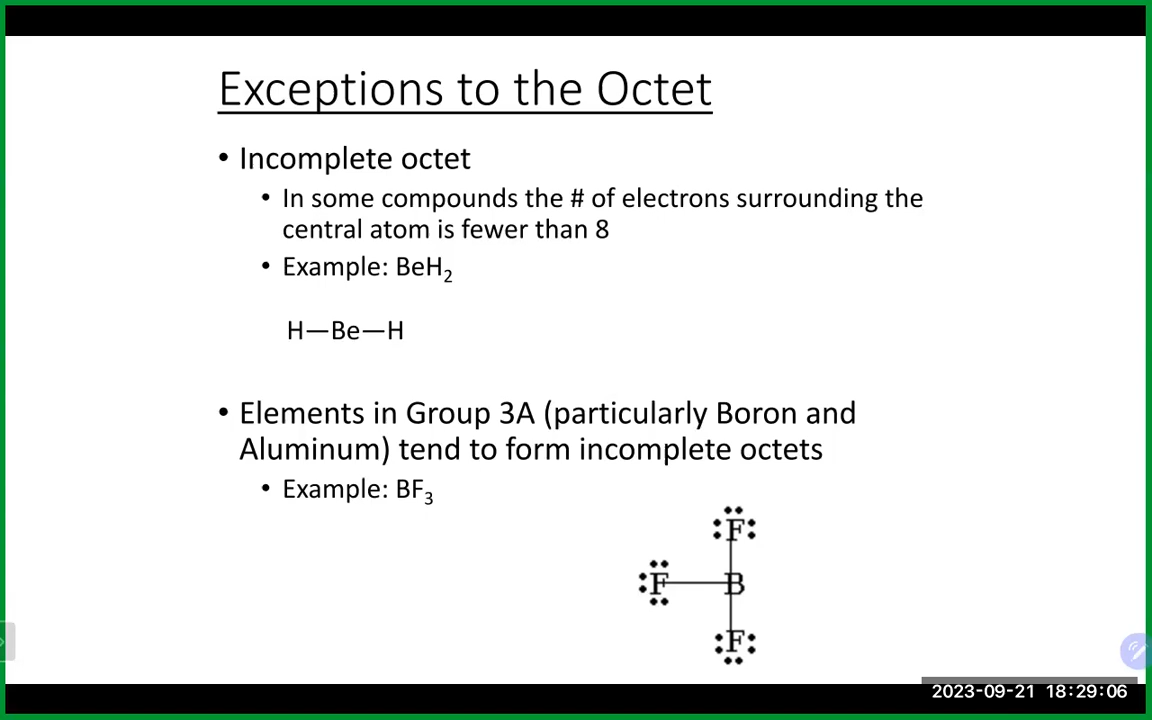 Exceptions to the Octet
• Incomplete octet
• In some compounds the # of electrons surrounding the
central atom is fewer than 8
• Example: BeH₂
H—Be—H
• Elements in Group 3A (particularly Boron and
Aluminum) tend to form incomplete octets
• Example: BF₃
F
F B
F
2023-09-21 18:29:06